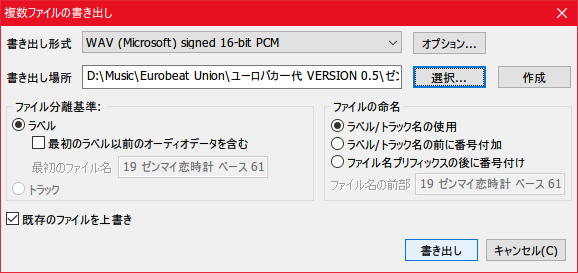 複数ファイルの書き出し
書き出し形式 WAV (Microsoft) signed 16-bit PCM オプション...
書き出し場所 D:\Music\Eurobeat Union\ユーロバカ一代 VERSION 0.5\ゼン 選択... 作成
ファイル分離基準: ファイルの命名
ラベル ラベル/トラック名の使用
最初のラベル以前のオーディオデータを含む ラベル/トラック名の前に番号付加
最初のファイル名 19 ゼンマイ恋時計 ベース 61 ファイル名プリフィックスの後に番号付け
トラック ファイル名の前部 19 ゼンマイ恋時計 ベース 61
既存のファイルを上書き
書き出し キャンセル(C)